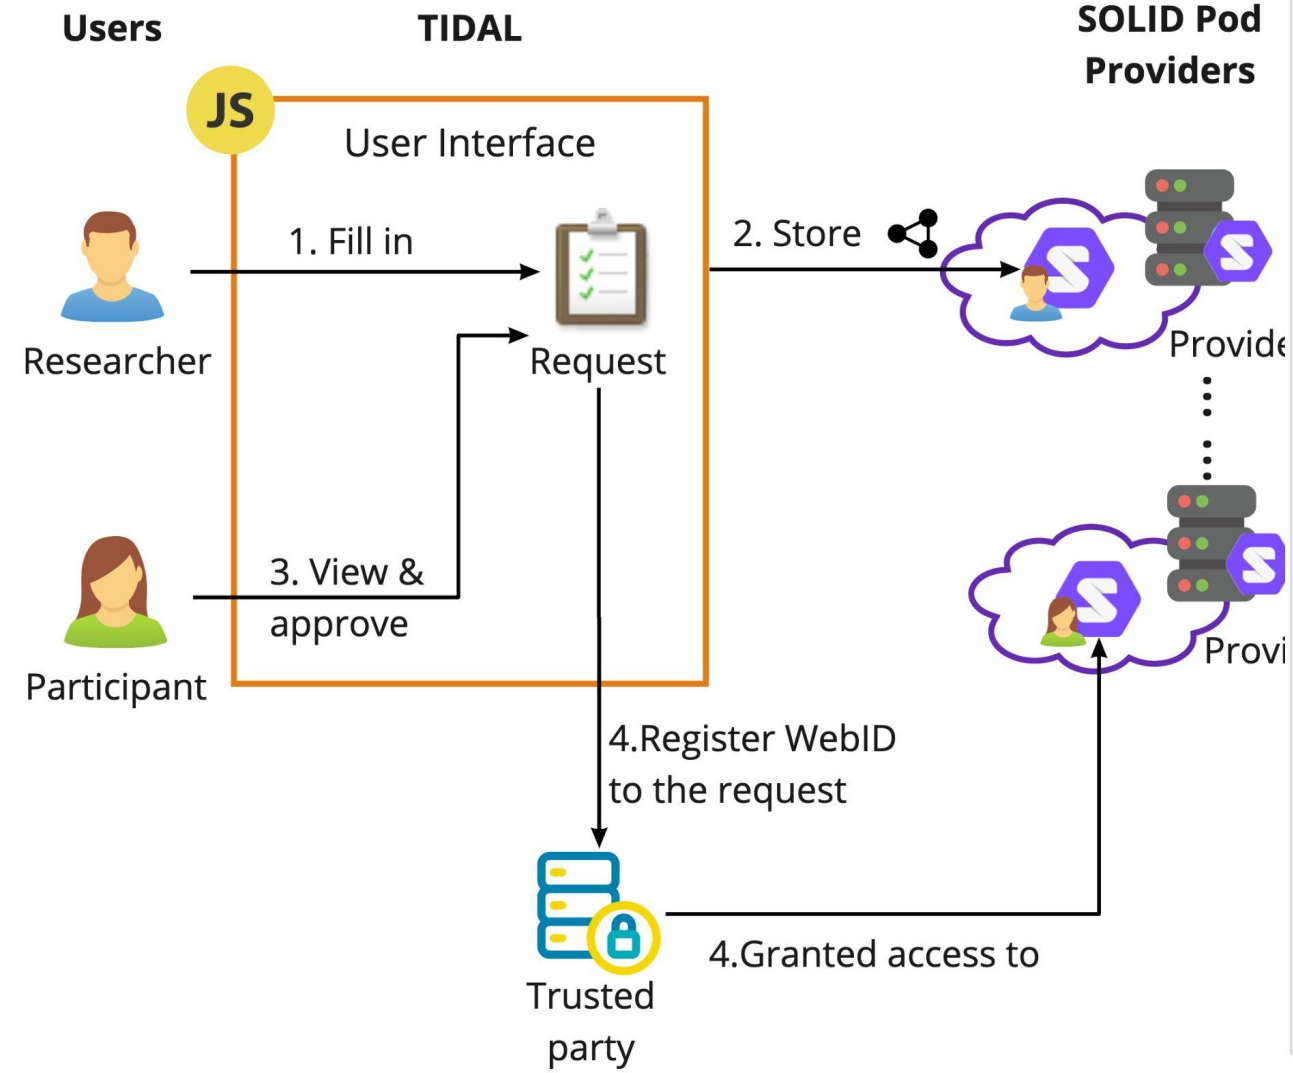 Users
TIDAL
SOLID Pod
Providers
JS
User Interface
1. Fill in
2. Store
Researcher
Request
3. View &
approve
Participant
4.Register WebID
to the request
4.Granted access to
Trusted
party